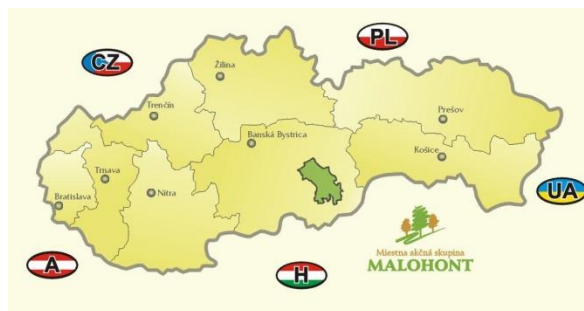 PL
CZ
Žilina
Trenčín
Prešov
Banská Bystrica
Košice
Trnava
Nitra
Bratislava
UA
Miestna akčná skupina
MALOHONT
A
H